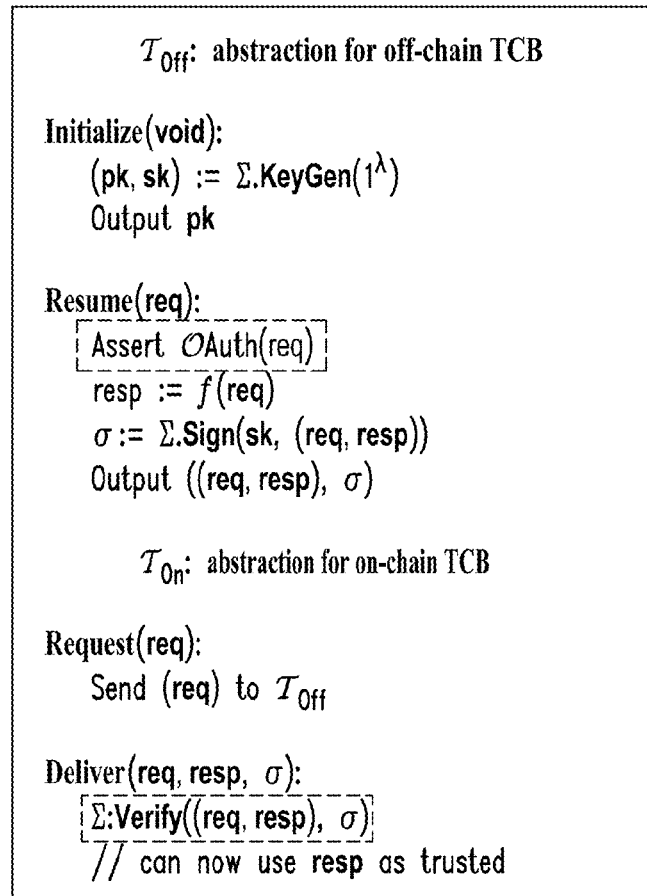 𝒯Off: abstraction for off-chain TCB
Initialize(void):
(pk, sk) := Σ.KeyGen(1^λ)
Output pk
Resume(req):
Assert 𝒪Auth(req)
resp := f(req)
σ := Σ.Sign(sk, (req, resp))
Output ((req, resp), σ)
𝒯On: abstraction for on-chain TCB
Request(req):
Send (req) to 𝒯Off
Deliver(req, resp, σ):
Σ:Verify((req, resp), σ)
// can now use resp as trusted